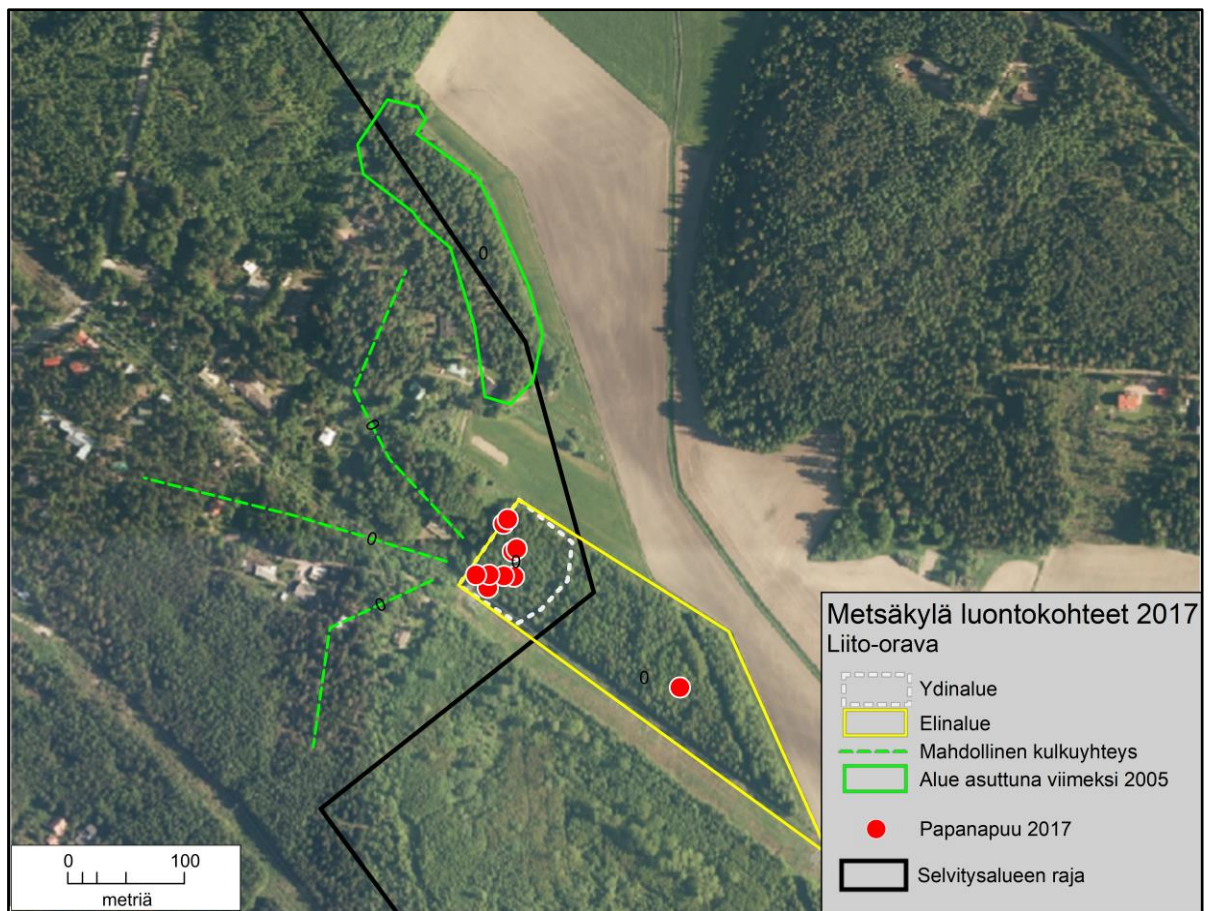 0
0
0
0
0
0
Metsäkylä luontokohteet 2017
Liito-orava
Ydinalue
Elinalue
Mahdollinen kulkuyhteys
Alue asuttuna viimeksi 2005
Papanapuu 2017
Selvitysalueen raja
0 100
metriä